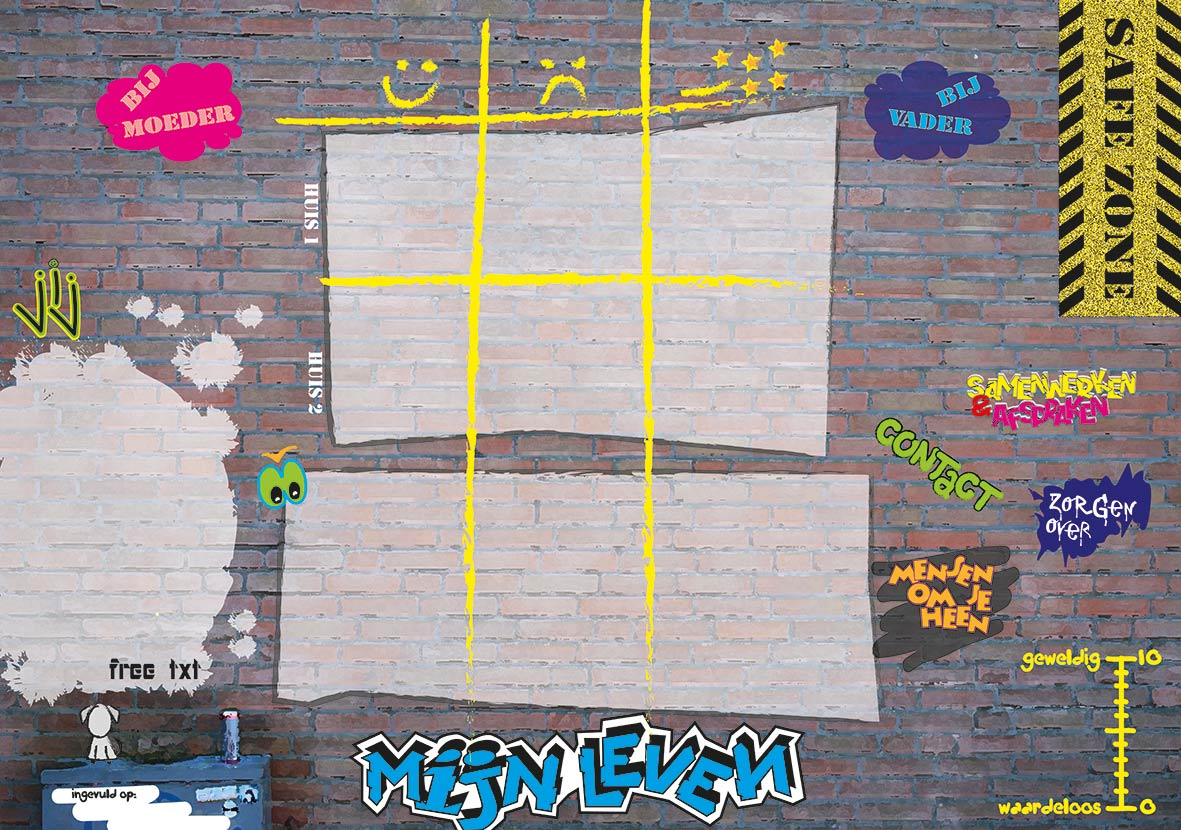 BIJ
MOEDER
BIJ
VADER
SAFE ZONE
HUIS 1
jij
HUIS 2
SAMENWERKEN
& AFSPRAKEN
CONTaCT
ZORGEN
OVER
MENSEN
OM JE
HEEN
geweldig 10
free txt
MIJN LEVEN
ingevuld op:
waardeloos 0